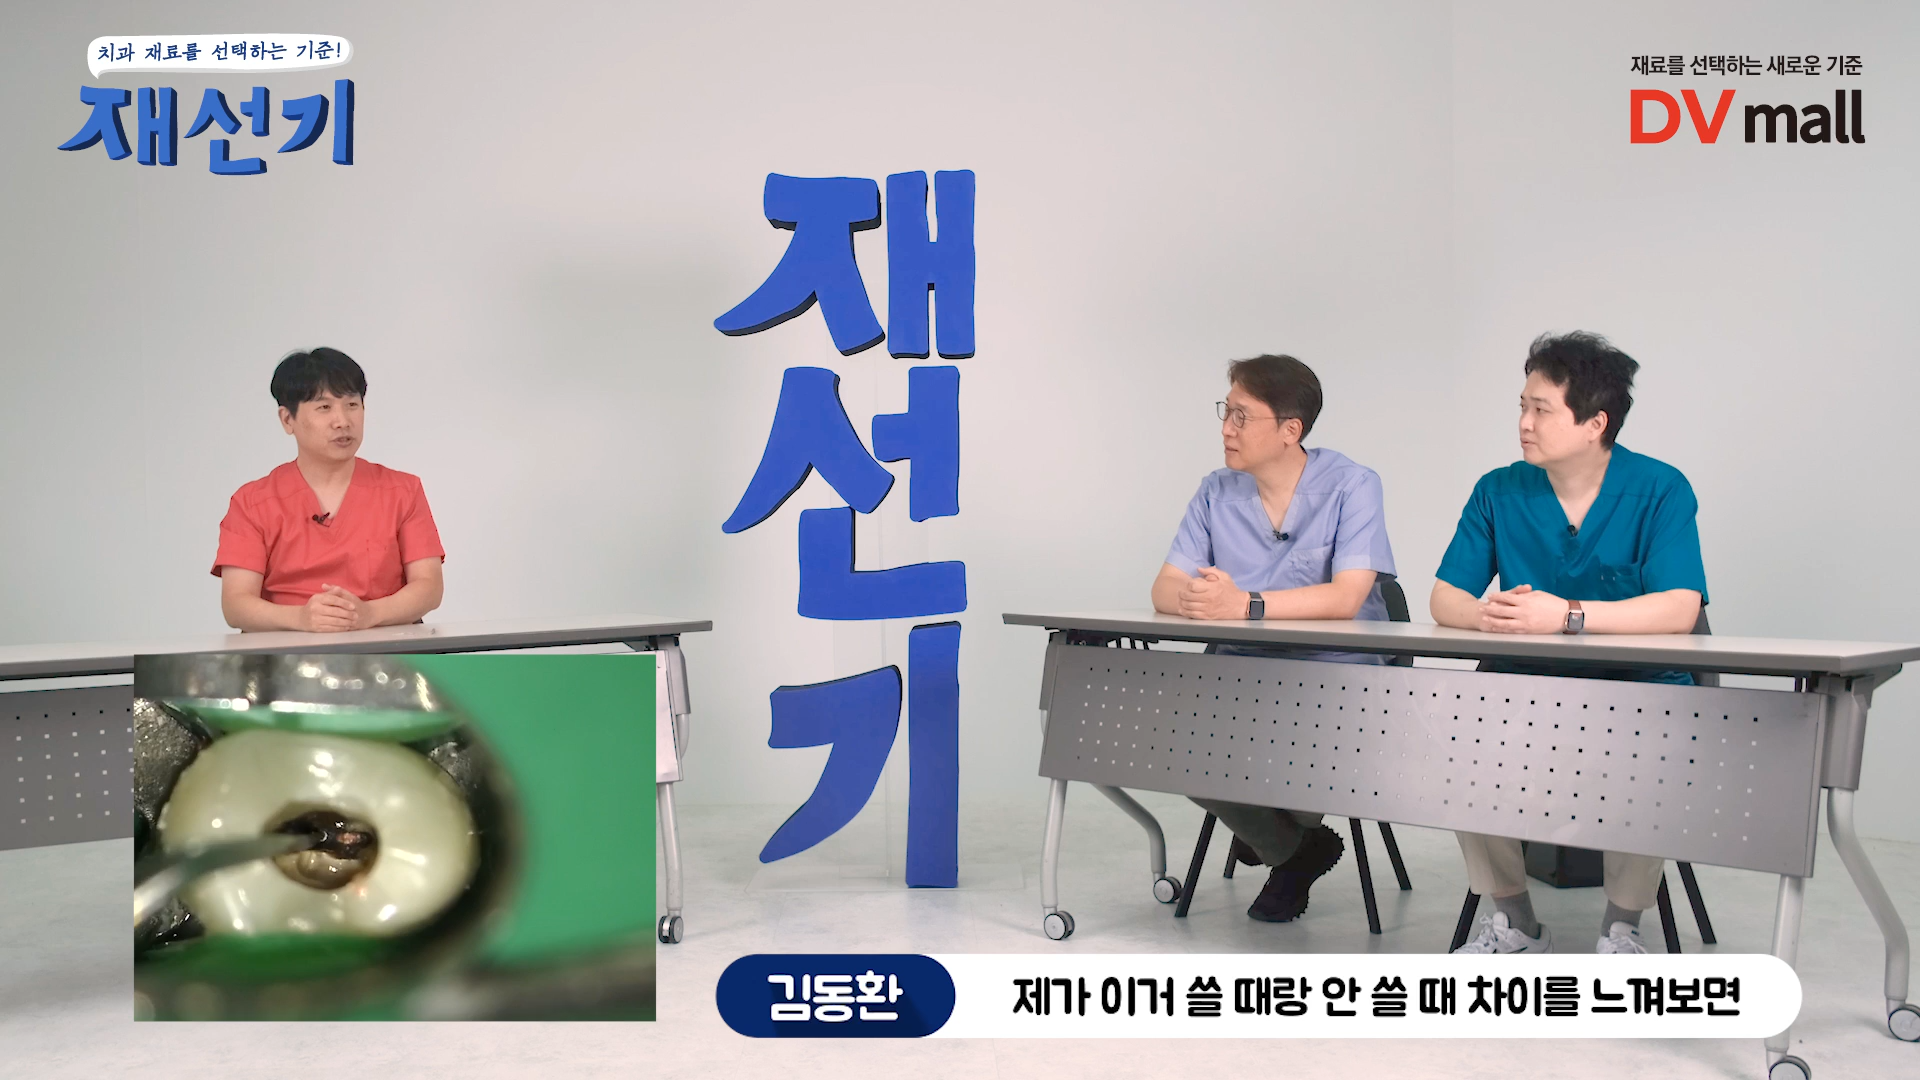 치과 재료를 선택하는 기준!
재선기
재료를 선택하는 새로운 기준
DV mall
재
선
기
김동환
제가 이거 쓸 때랑 안 쓸 때 차이를 느껴보면